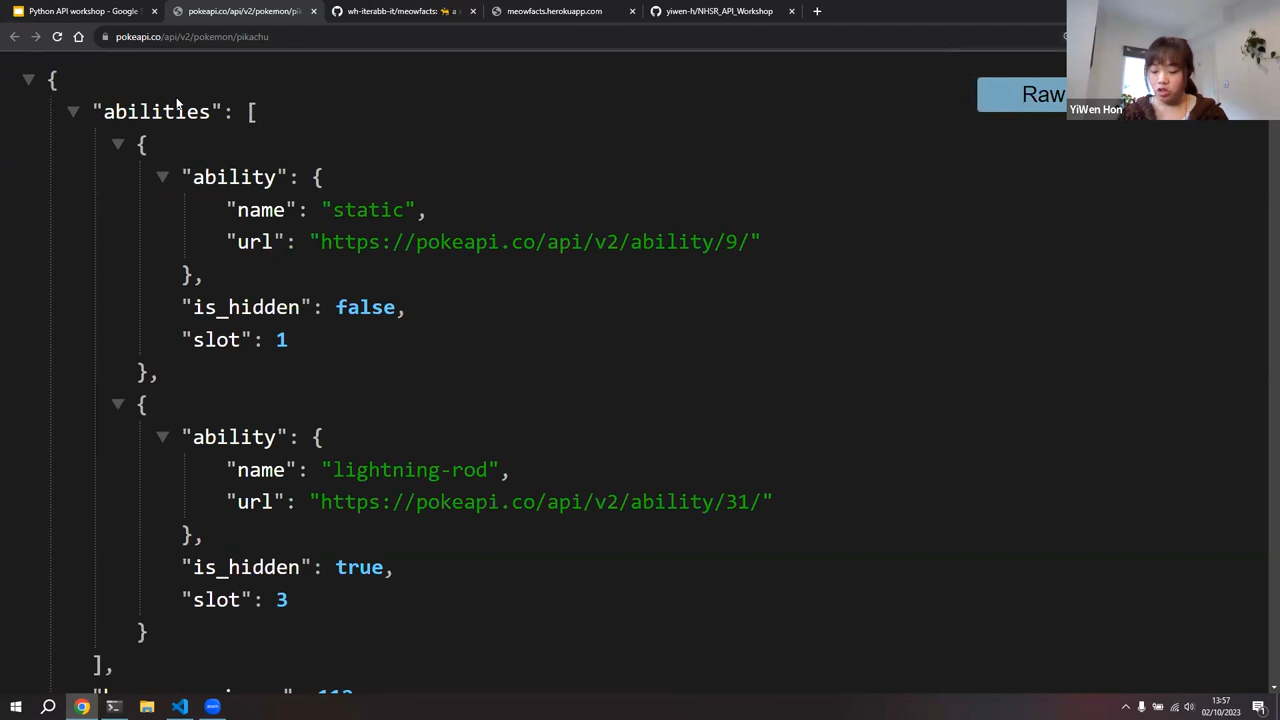 Python API workshop - Google S
pokeapi.co/api/v2/pokemon/pik
wh-iterabb-it/meowfacts: 🐈 a s
meowfacts.herokuapp.com
yiwen-h/NHSR_API_Workshop
pokeapi.co/api/v2/pokemon/pikachu
{
Raw
"abilities": [
YiWen Hon
{
"ability": {
"name": "static",
"url": "https://pokeapi.co/api/v2/ability/9/"
},
"is_hidden": false,
"slot": 1
},
{
"ability": {
"name": "lightning-rod",
"url": "https://pokeapi.co/api/v2/ability/31/"
},
"is_hidden": true,
"slot": 3
}
],
13:57
02/10/2023